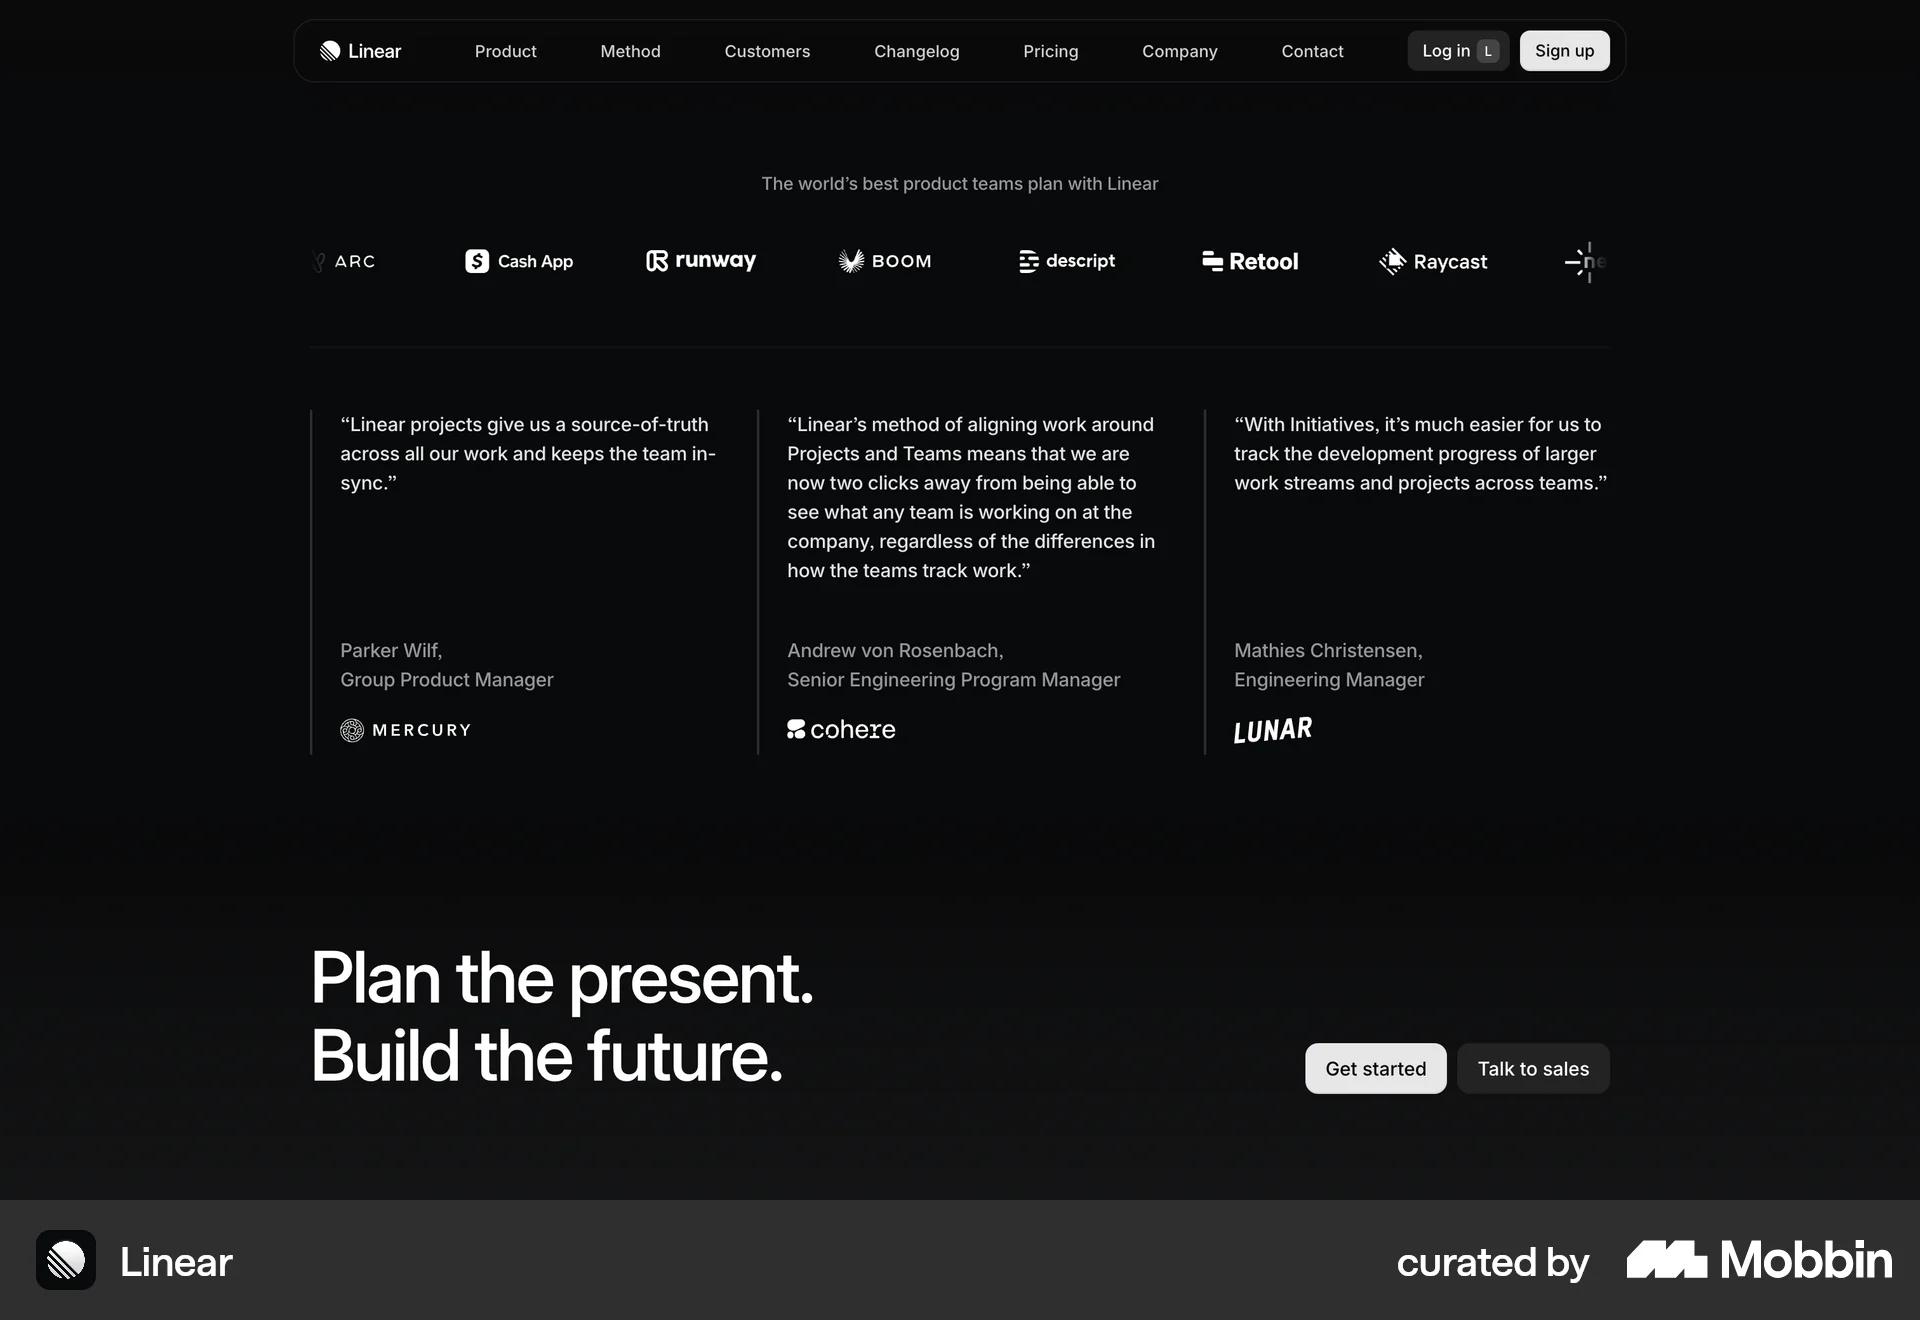 Linear
Product
Method
Customers
Changelog
Pricing
Company
Contact
Log in L
Sign up
The world’s best product teams plan with Linear
ARC
Cash App
runway
BOOM
descript
Retool
Raycast
ne
“Linear projects give us a source-of-truth
across all our work and keeps the team in-
sync.”
Parker Wilf,
Group Product Manager
MERCURY
“Linear’s method of aligning work around
Projects and Teams means that we are
now two clicks away from being able to
see what any team is working on at the
company, regardless of the differences in
how the teams track work.”
Andrew von Rosenbach,
Senior Engineering Program Manager
cohere
“With Initiatives, it’s much easier for us to
track the development progress of larger
work streams and projects across teams.”
Mathies Christensen,
Engineering Manager
LUNAR
Plan the present.
Build the future.
Get started
Talk to sales
Linear
curated by Mobbin